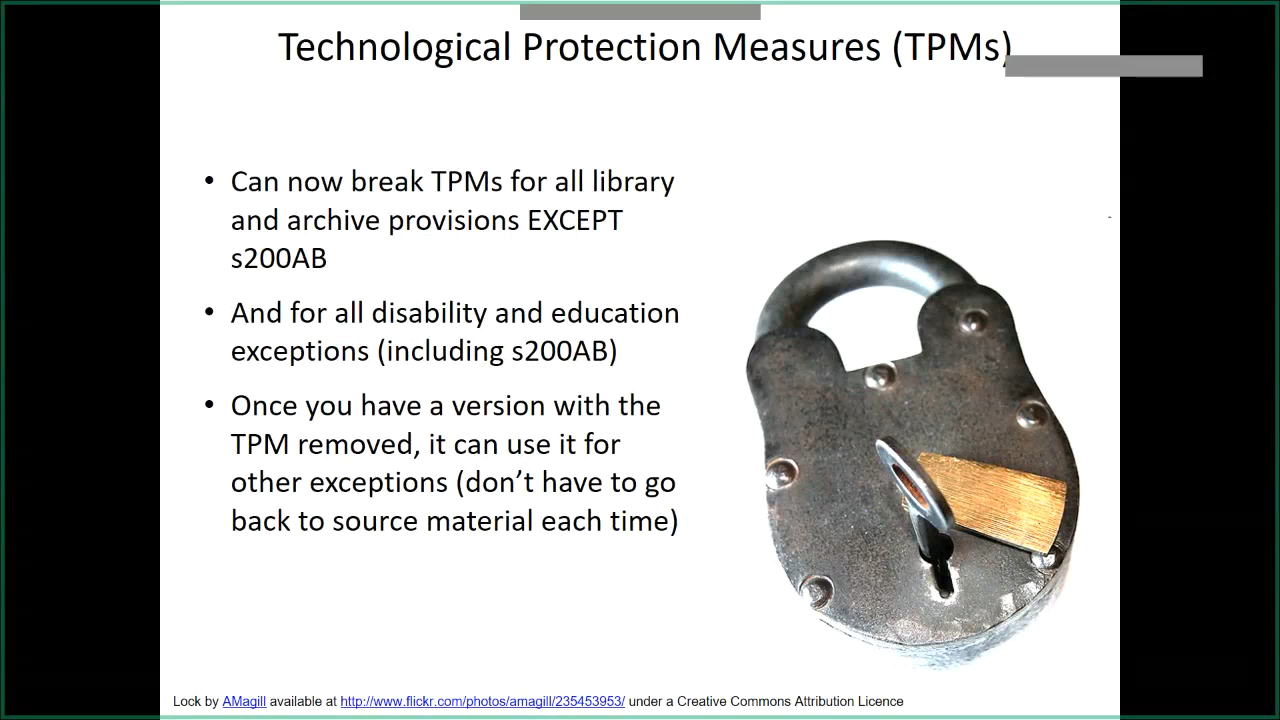 Technological Protection Measures (TPMs)
• Can now break TPMs for all library
and archive provisions EXCEPT
s200AB
• And for all disability and education
exceptions (including s200AB)
• Once you have a version with the
TPM removed, it can use it for
other exceptions (don’t have to go
back to source material each time)
Lock by AMagill available at http://www.flickr.com/photos/amagill/235453953/ under a Creative Commons Attribution Licence